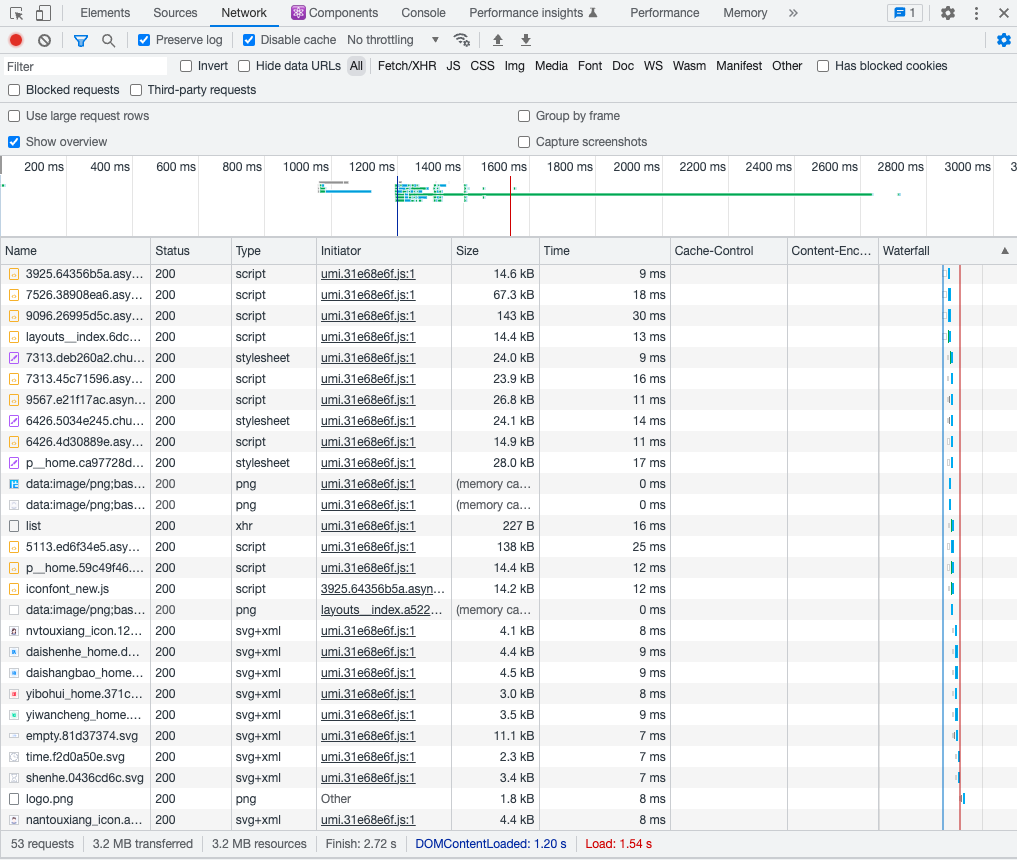 Elements Sources Network Components Console Performance insights Performance Memory » 1
Preserve log Disable cache No throttling
Filter Invert Hide data URLs All Fetch/XHR JS CSS Img Media Font Doc WS Wasm Manifest Other Has blocked cookies
Blocked requests Third-party requests
Use large request rows Group by frame
Show overview Capture screenshots
200 ms 400 ms 600 ms 800 ms 1000 ms 1200 ms 1400 ms 1600 ms 1800 ms 2000 ms 2200 ms 2400 ms 2600 ms 2800 ms 3000 ms 3
Name Status Type Initiator Size Time Cache-Control Content-Enc... Waterfall
3925.64356b5a.asy... 200 script umi.31e68e6f.js:1 14.6 kB 9 ms
7526.38908ea6.asy... 200 script umi.31e68e6f.js:1 67.3 kB 18 ms
9096.26995d5c.asy... 200 script umi.31e68e6f.js:1 143 kB 30 ms
layouts__index.6dc... 200 script umi.31e68e6f.js:1 14.4 kB 13 ms
7313.deb260a2.chu... 200 stylesheet umi.31e68e6f.js:1 24.0 kB 9 ms
7313.45c71596.asy... 200 script umi.31e68e6f.js:1 23.9 kB 16 ms
9567.e21f17ac.asyn... 200 script umi.31e68e6f.js:1 26.8 kB 11 ms
6426.5034e245.chu... 200 stylesheet umi.31e68e6f.js:1 24.1 kB 14 ms
6426.4d30889e.asy... 200 script umi.31e68e6f.js:1 14.9 kB 11 ms
p__home.ca97728d... 200 stylesheet umi.31e68e6f.js:1 28.0 kB 17 ms
data:image/png;bas... 200 png umi.31e68e6f.js:1 (memory ca... 0 ms
data:image/png;bas... 200 png umi.31e68e6f.js:1 (memory ca... 0 ms
list 200 xhr umi.31e68e6f.js:1 227 B 16 ms
5113.ed6f34e5.asy... 200 script umi.31e68e6f.js:1 138 kB 25 ms
p__home.59c49f46.... 200 script umi.31e68e6f.js:1 14.4 kB 12 ms
iconfont_new.js 200 script 3925.64356b5a.asyn... 14.2 kB 12 ms
data:image/png;bas... 200 png layouts__index.a522... (memory ca... 0 ms
nvtouxiang_icon.12... 200 svg+xml umi.31e68e6f.js:1 4.1 kB 8 ms
daishenhe_home.d... 200 svg+xml umi.31e68e6f.js:1 4.4 kB 9 ms
daishangbao_home... 200 svg+xml umi.31e68e6f.js:1 4.5 kB 9 ms
yibohui_home.371c... 200 svg+xml umi.31e68e6f.js:1 3.0 kB 8 ms
yiwancheng_home.... 200 svg+xml umi.31e68e6f.js:1 3.5 kB 9 ms
empty.81d37374.svg 200 svg+xml umi.31e68e6f.js:1 11.1 kB 7 ms
time.f2d0a50e.svg 200 svg+xml umi.31e68e6f.js:1 2.3 kB 7 ms
shenhe.0436cd6c.svg 200 svg+xml umi.31e68e6f.js:1 3.4 kB 7 ms
logo.png 200 png Other 1.8 kB 8 ms
nantouxiang_icon.a... 200 svg+xml umi.31e68e6f.js:1 4.4 kB 8 ms
53 requests 3.2 MB transferred 3.2 MB resources Finish: 2.72 s DOMContentLoaded: 1.20 s Load: 1.54 s